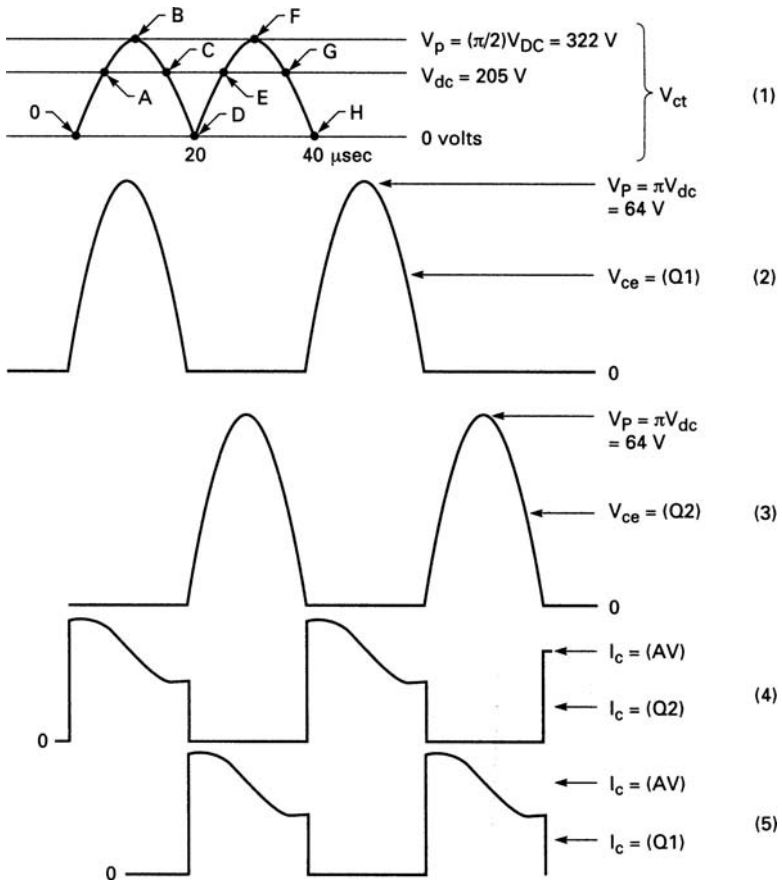 B
F
V_p = (π/2)V_DC = 322 V
C
G
V_dc = 205 V
0
A
E
V_ct
(1)
D
H
0 volts
20
40 μsec
V_P = πV_dc
= 64 V
V_ce = (Q1)
(2)
0
V_P = πV_dc
= 64 V
V_ce = (Q2)
(3)
0
I_c = (AV)
I_c = (Q2)
(4)
0
I_c = (AV)
I_c = (Q1)
(5)
0